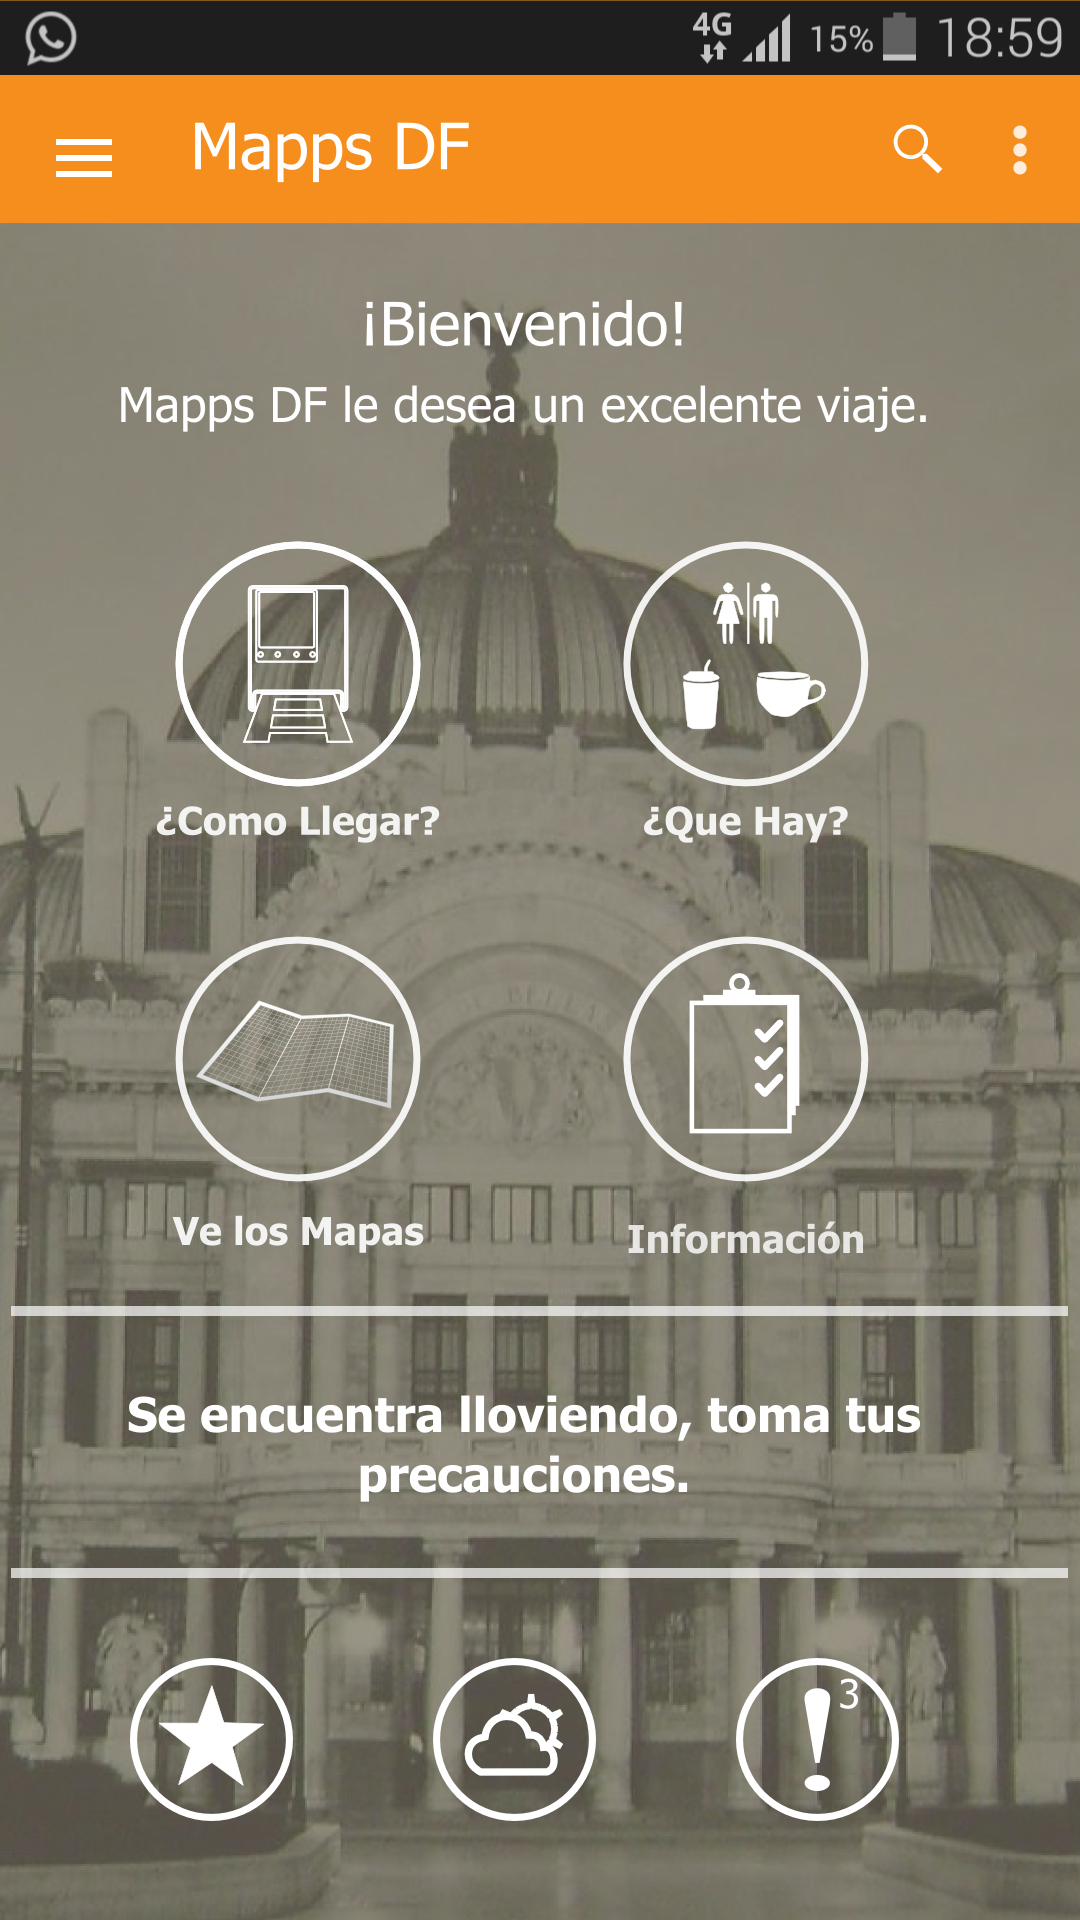 4G 15% 18:59
Mapps DF
¡Bienvenido!
Mapps DF le desea un excelente viaje.
¿Como Llegar? ¿Que Hay?
Ve los Mapas Información
Se encuentra lloviendo, toma tus
precauciones.
3